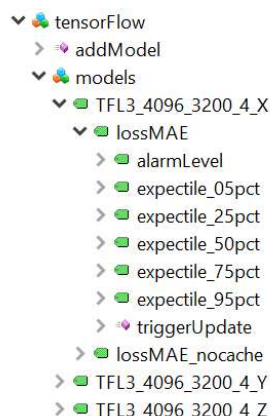 tensorFlow
addModel
models
TFL3_4096_3200_4_X
lossMAE
alarmLevel
expectile_05pct
expectile_25pct
expectile_50pct
expectile_75pct
expectile_95pct
triggerUpdate
lossMAE_nocache
TFL3_4096_3200_4_Y
TFL3_4096_3200_4_Z